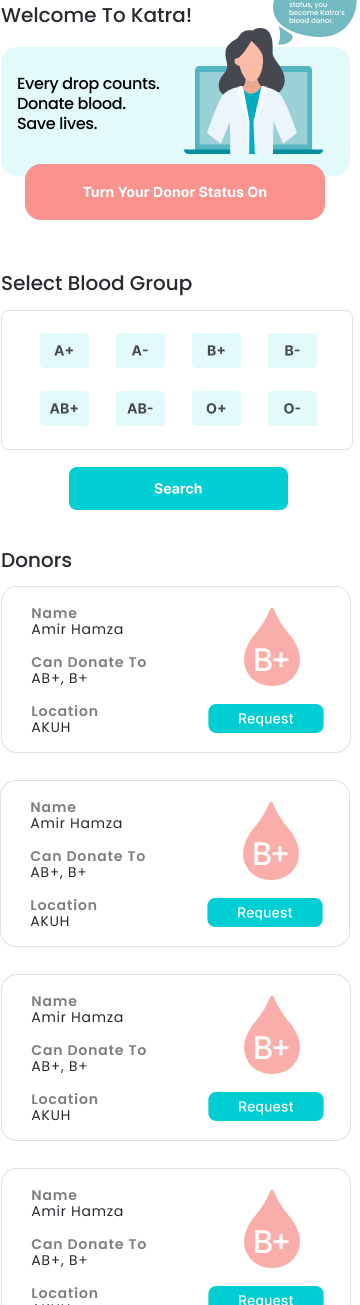 Welcome To Katra!
status, you
become Katra's
blood donor.
Every drop counts.
Donate blood.
Save lives.
Turn Your Donor Status On
Select Blood Group
A+ A- B+ B-
AB+ AB- O+ O-
Search
Donors
Name
Amir Hamza
Can Donate To
AB+, B+
Location
AKUH
B+
Request
Name
Amir Hamza
Can Donate To
AB+, B+
Location
AKUH
B+
Request
Name
Amir Hamza
Can Donate To
AB+, B+
Location
AKUH
B+
Request
Name
Amir Hamza
Can Donate To
AB+, B+
Location
B+
Request